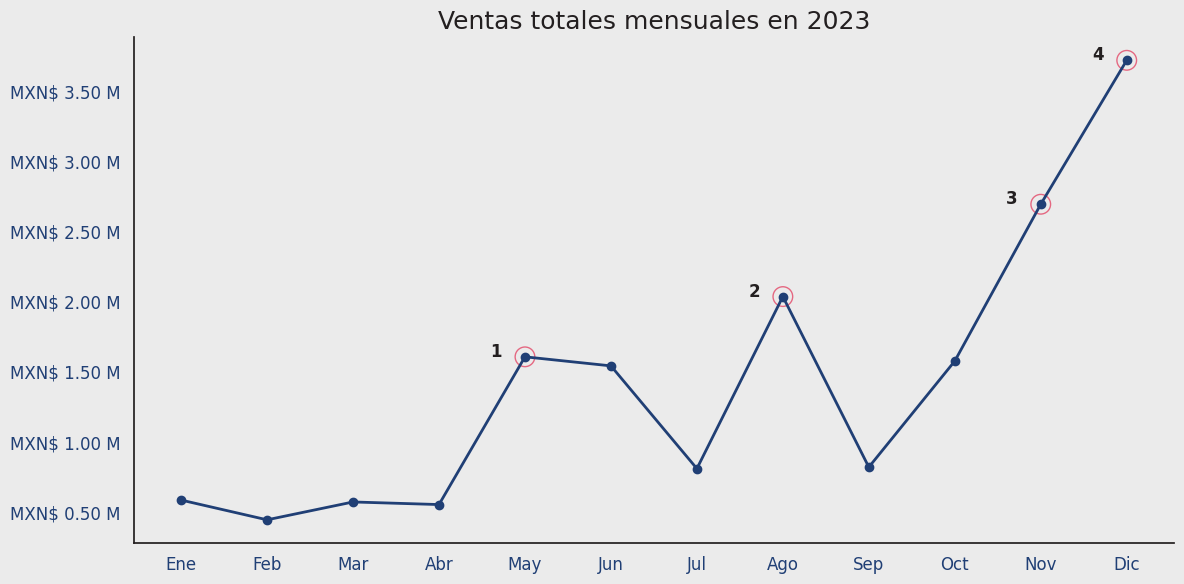 Ventas totales mensuales en 2023
4
MXN$ 3.50 M
MXN$ 3.00 M
3
MXN$ 2.50 M
2
MXN$ 2.00 M
1
MXN$ 1.50 M
MXN$ 1.00 M
MXN$ 0.50 M
Ene Feb Mar Abr May Jun Jul Ago Sep Oct Nov Dic